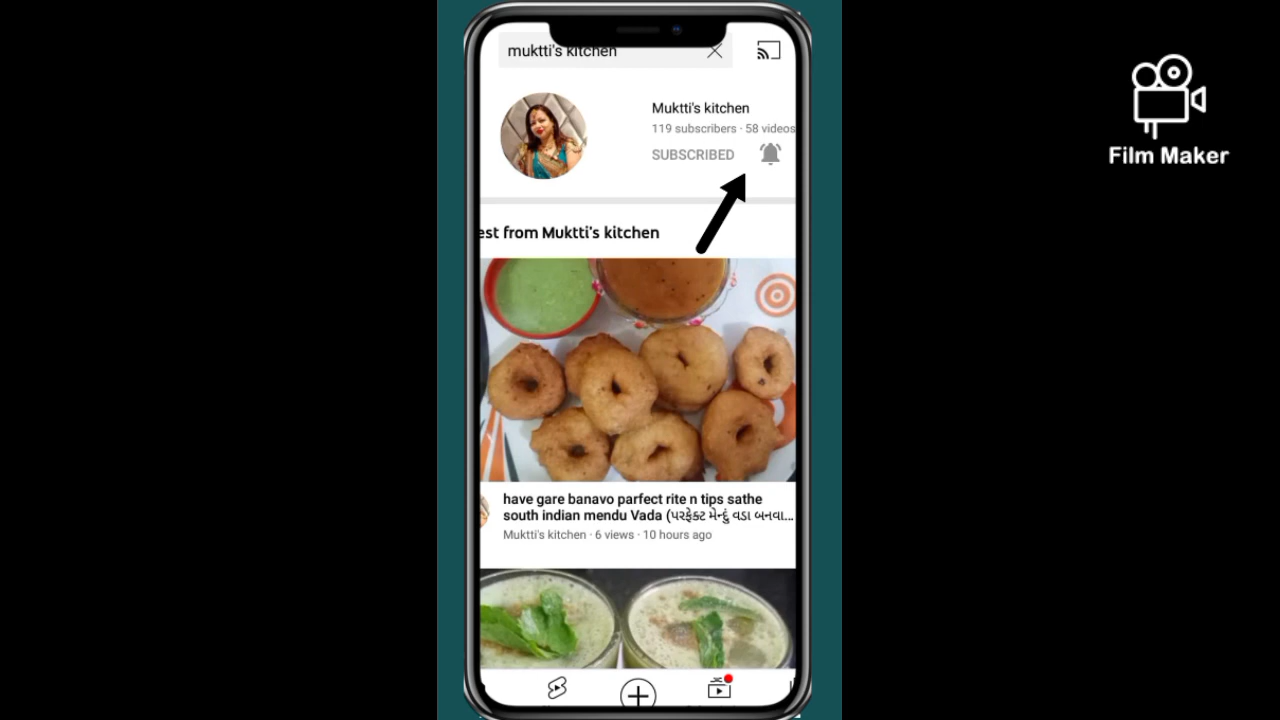 muktti's kitchen
Muktti's kitchen
119 subscribers · 58 videos
SUBSCRIBED
est from Muktti's kitchen
have gare banavo parfect rite n tips sathe
south indian mendu Vada (પરફેક્ટ મેન્દું વડા બનવા...
Muktti's kitchen · 6 views · 10 hours ago
Film Maker